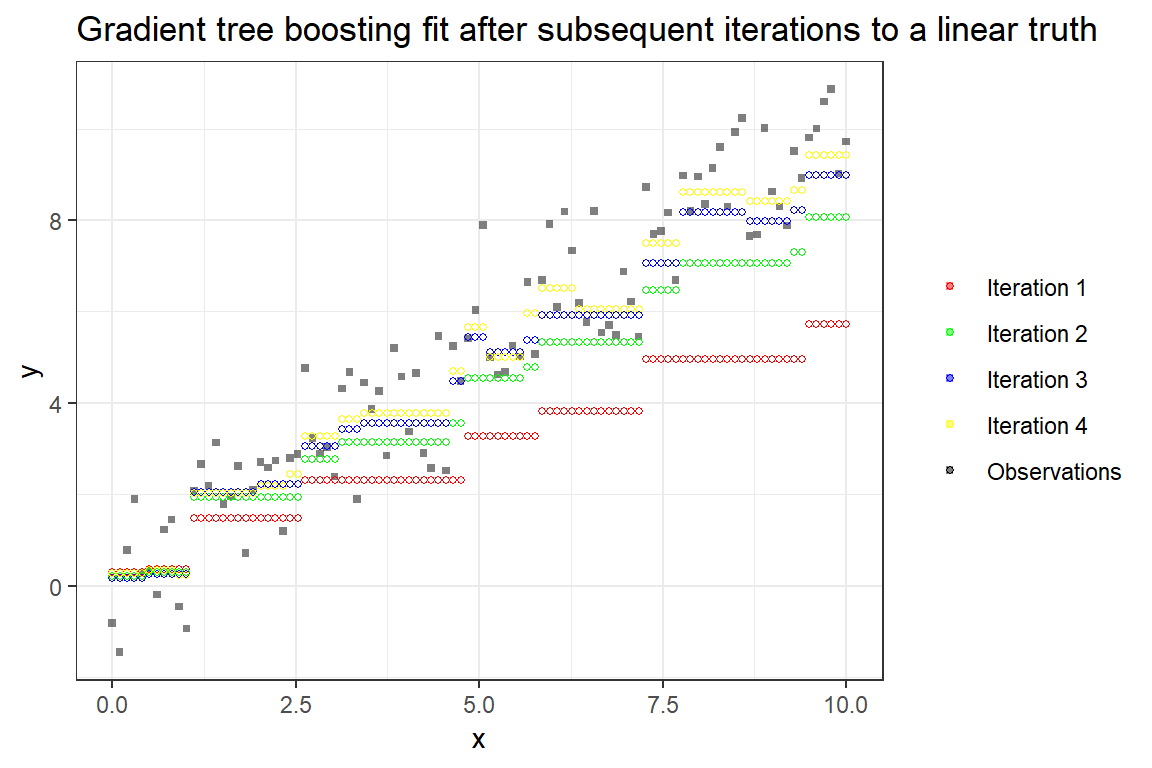 Gradient tree boosting fit after subsequent iterations to a linear truth
y
8
4
0
0.0 2.5 5.0 7.5 10.0
x
Iteration 1
Iteration 2
Iteration 3
Iteration 4
Observations